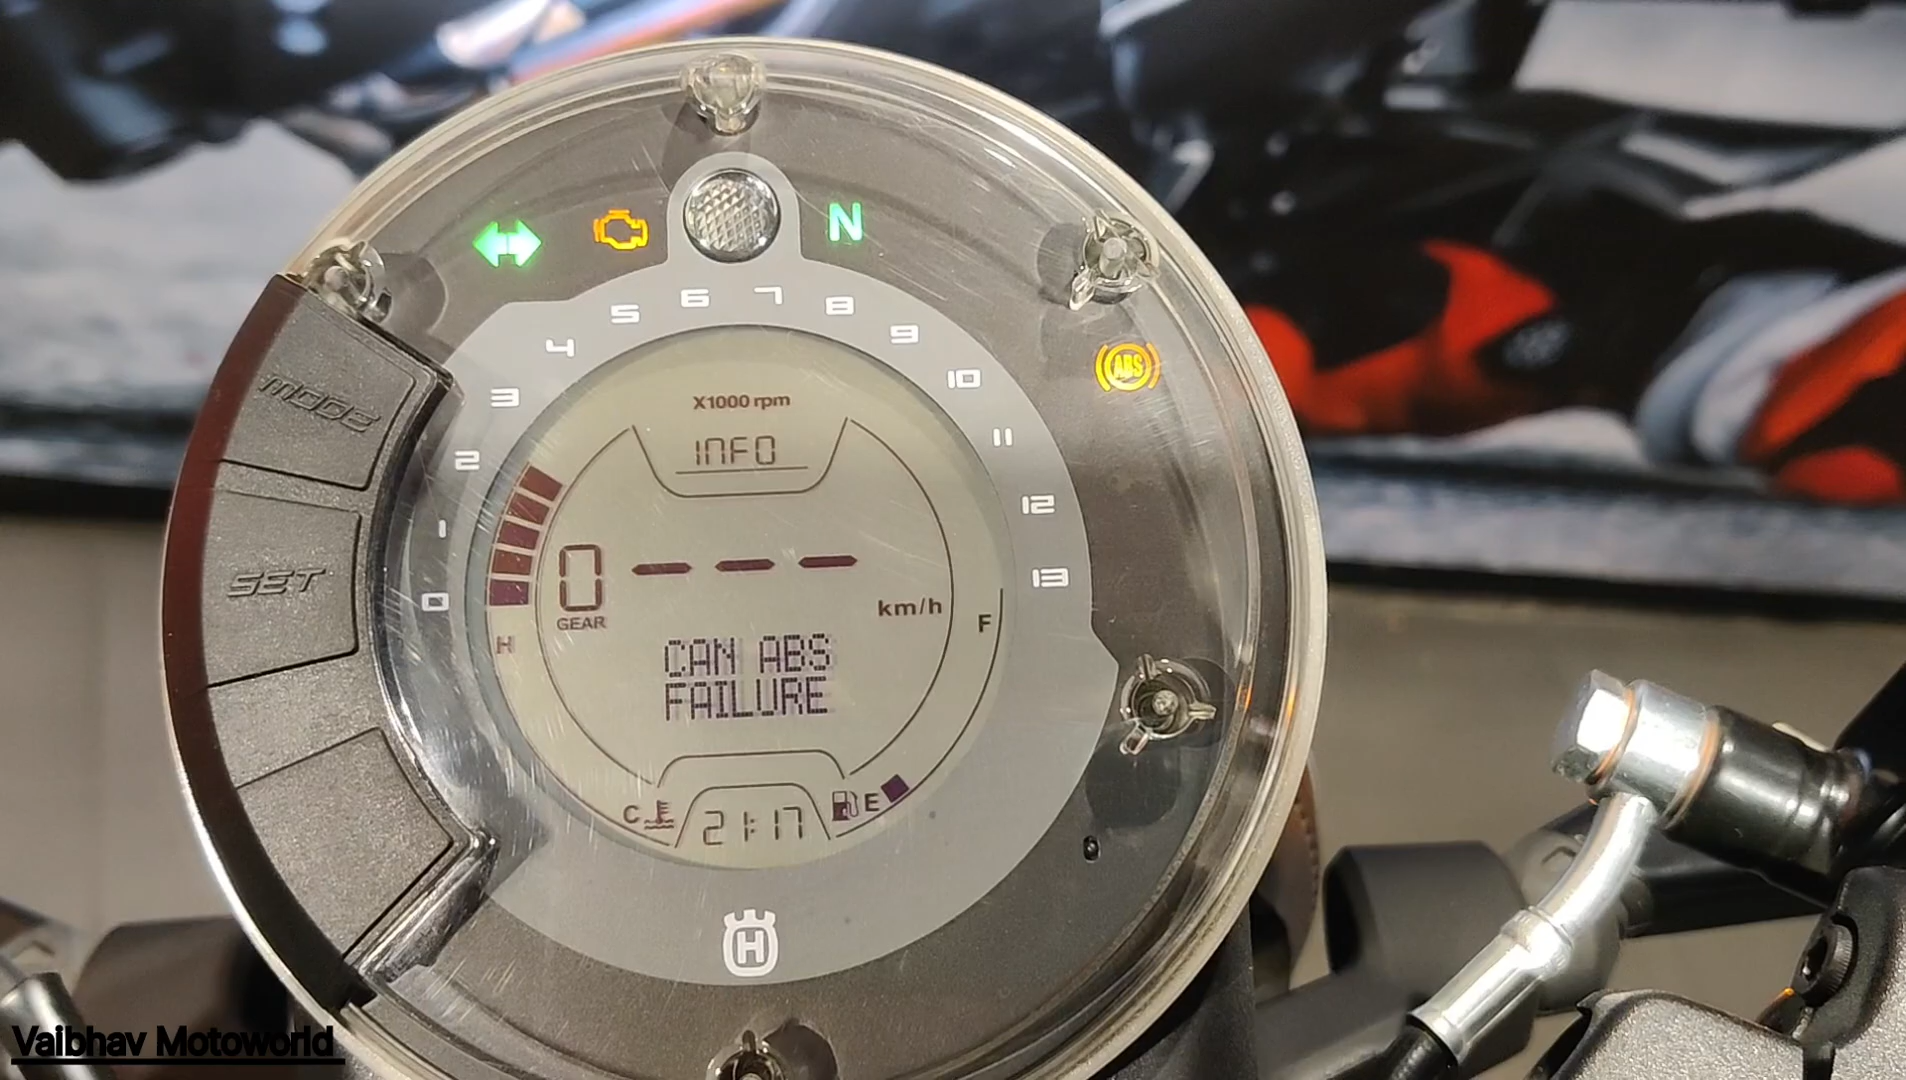 N
MODE
SET
0
1
2
3
4
5
6
7
8
9
10
11
12
13
ABS
X1000 rpm
INFO
0
GEAR
--- km/h
H
F
CAN ABS
FAILURE
C
E
21:17
H
Vaibhav Motoworld